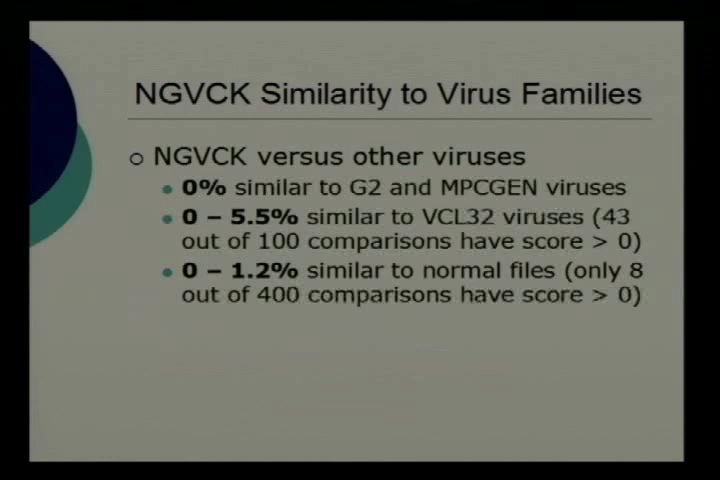 NGVCK Similarity to Virus Families
NGVCK versus other viruses
0% similar to G2 and MPCGEN viruses
0 – 5.5% similar to VCL32 viruses (43
out of 100 comparisons have score > 0)
0 – 1.2% similar to normal files (only 8
out of 400 comparisons have score > 0)